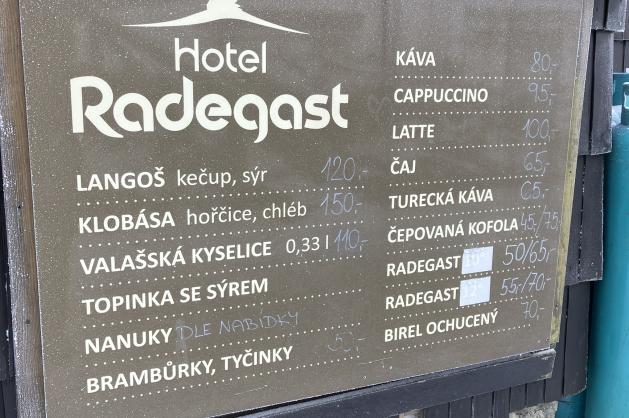 Hotel
Radegast
LANGOŠ kečup, sýr 120,-
KLOBÁSA hořčice, chléb 150,-
VALAŠSKÁ KYSELICE 0,33 l 110,-
TOPINKA SE SÝREM
NANUKY DLE NABÍDKY
BRAMBŮRKY, TYČINKY
KÁVA 80,-
CAPPUCCINO 95,-
LATTE 100,-
ČAJ 65,-
TURECKÁ KÁVA 65,-
ČEPOVANÁ KOFOLA 45,-/75,-
RADEGAST 10° 50/65,-
RADEGAST 12° 55/70,-
BIREL OCHUCENÝ 70,-